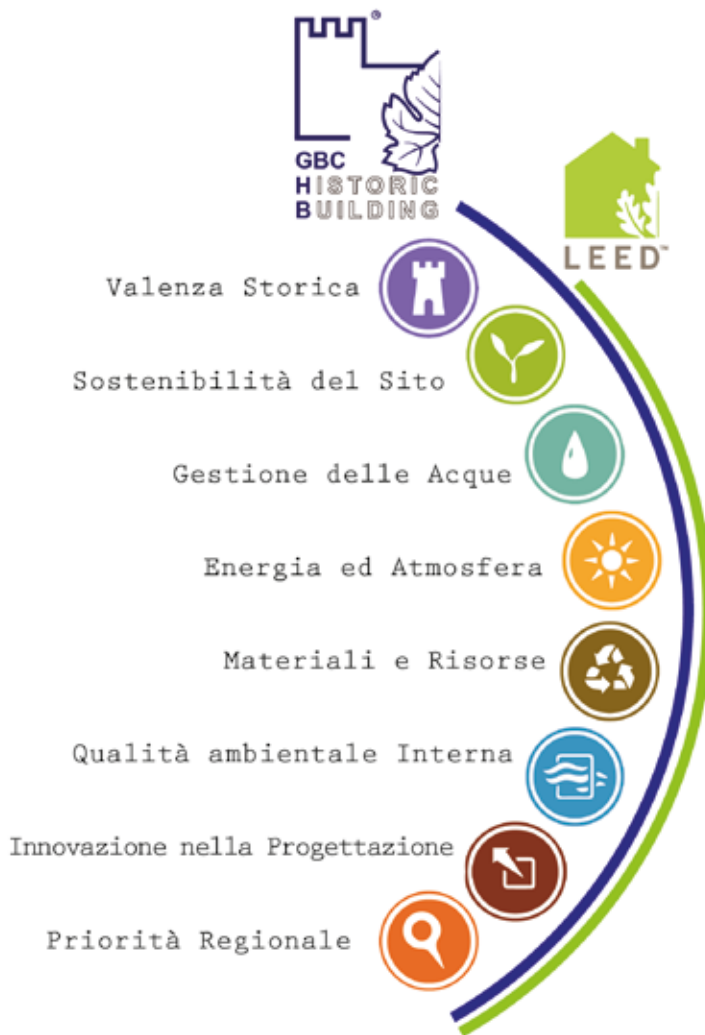 ®
GBC
HISTORIC
BUILDING
LEED™
Valenza Storica
Sostenibilità del Sito
Gestione delle Acque
Energia ed Atmosfera
Materiali e Risorse
Qualità ambientale Interna
Innovazione nella Progettazione
Priorità Regionale